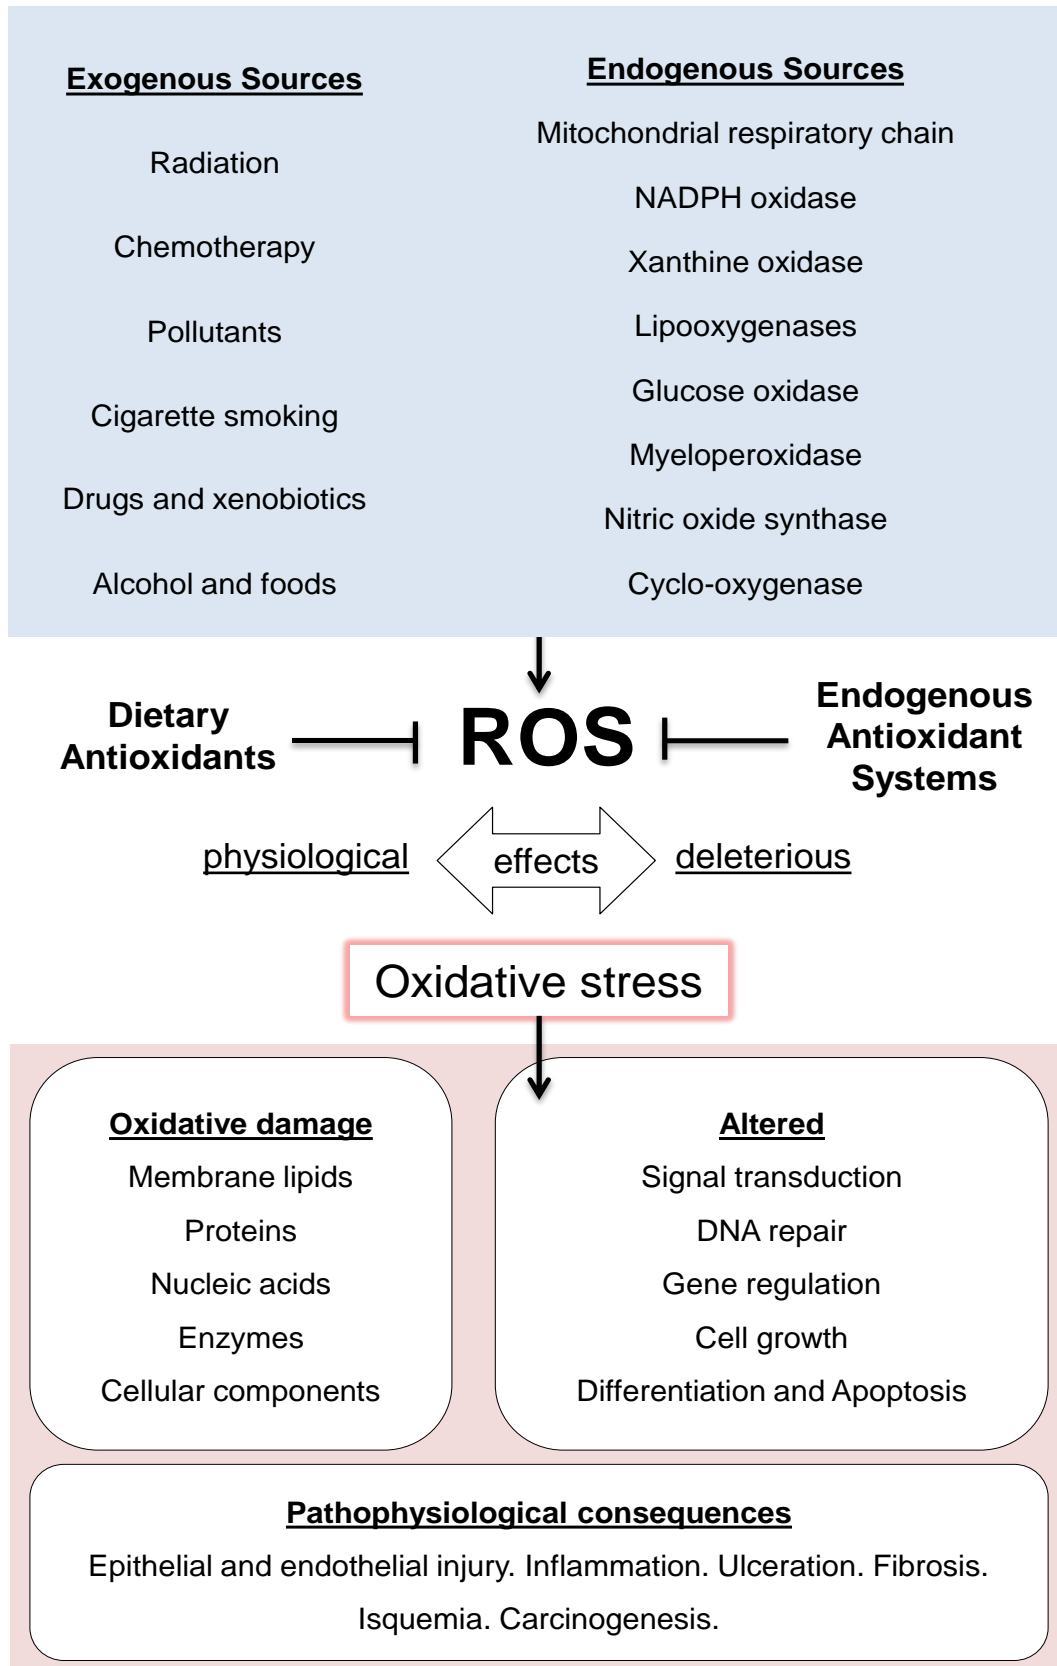 Exogenous Sources
Radiation
Chemotherapy
Pollutants
Cigarette smoking
Drugs and xenobiotics
Alcohol and foods
Endogenous Sources
Mitochondrial respiratory chain
NADPH oxidase
Xanthine oxidase
Lipooxygenases
Glucose oxidase
Myeloperoxidase
Nitric oxide synthase
Cyclo-oxygenase
Dietary
Antioxidants
ROS
Endogenous
Antioxidant
Systems
physiological
effects
deleterious
Oxidative stress
Oxidative damage
Membrane lipids
Proteins
Nucleic acids
Enzymes
Cellular components
Altered
Signal transduction
DNA repair
Gene regulation
Cell growth
Differentiation and Apoptosis
Pathophysiological consequences
Epithelial and endothelial injury. Inflammation. Ulceration. Fibrosis.
Isquemia. Carcinogenesis.